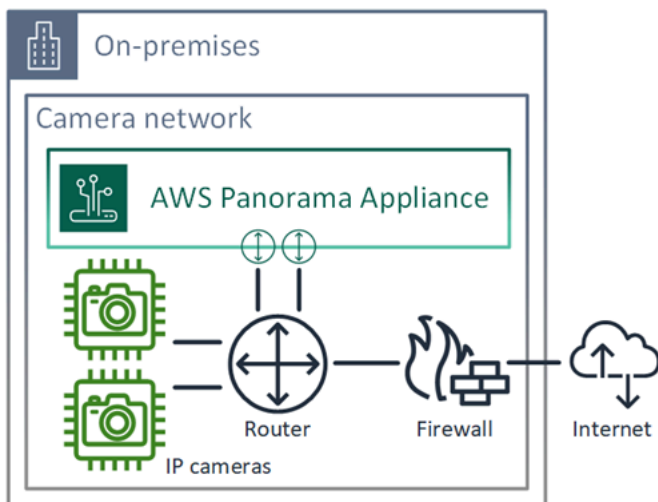 On-premises
Camera network
AWS Panorama Appliance
Router
Firewall
Internet
IP cameras